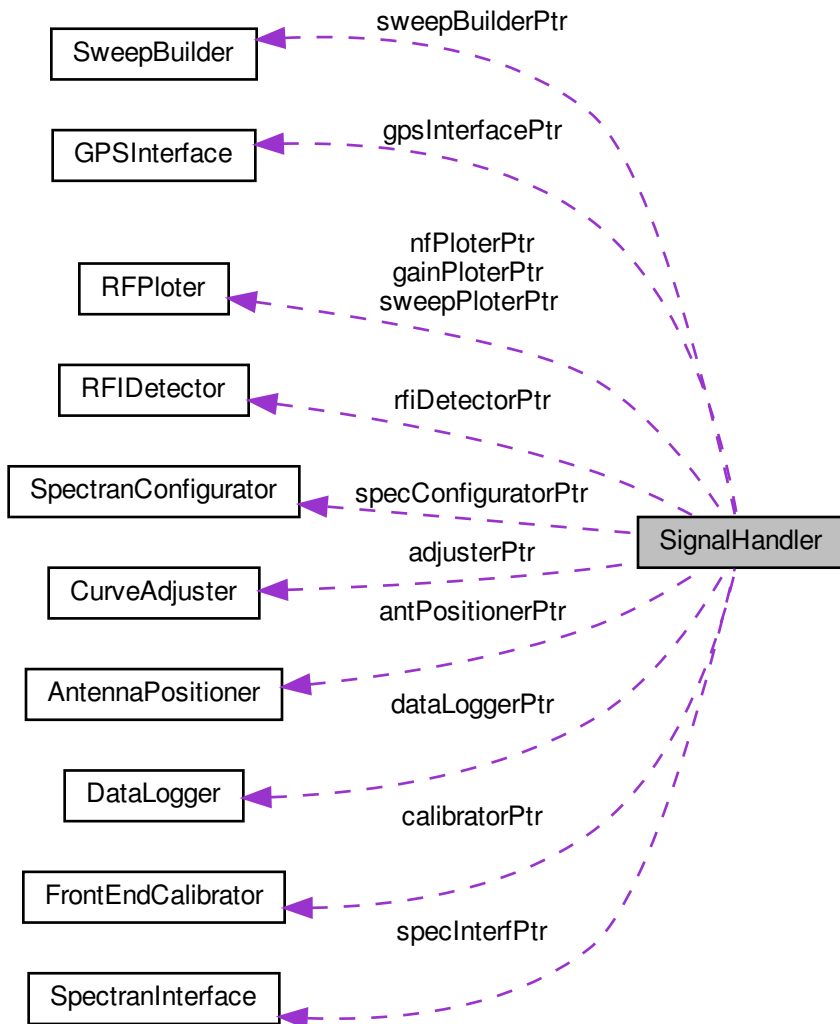 SweepBuilder
sweepBuilderPtr
GPSInterface
gpsInterfacePtr
RFPloter
nfPloterPtr
gainPloterPtr
sweepPloterPtr
RFIDetector
rfiDetectorPtr
SpectranConfigurator
specConfiguratorPtr
SignalHandler
CurveAdjuster
adjusterPtr
AntennaPositioner
antPositionerPtr
DataLogger
dataLoggerPtr
FrontEndCalibrator
calibratorPtr
SpectranInterface
specInterfPtr